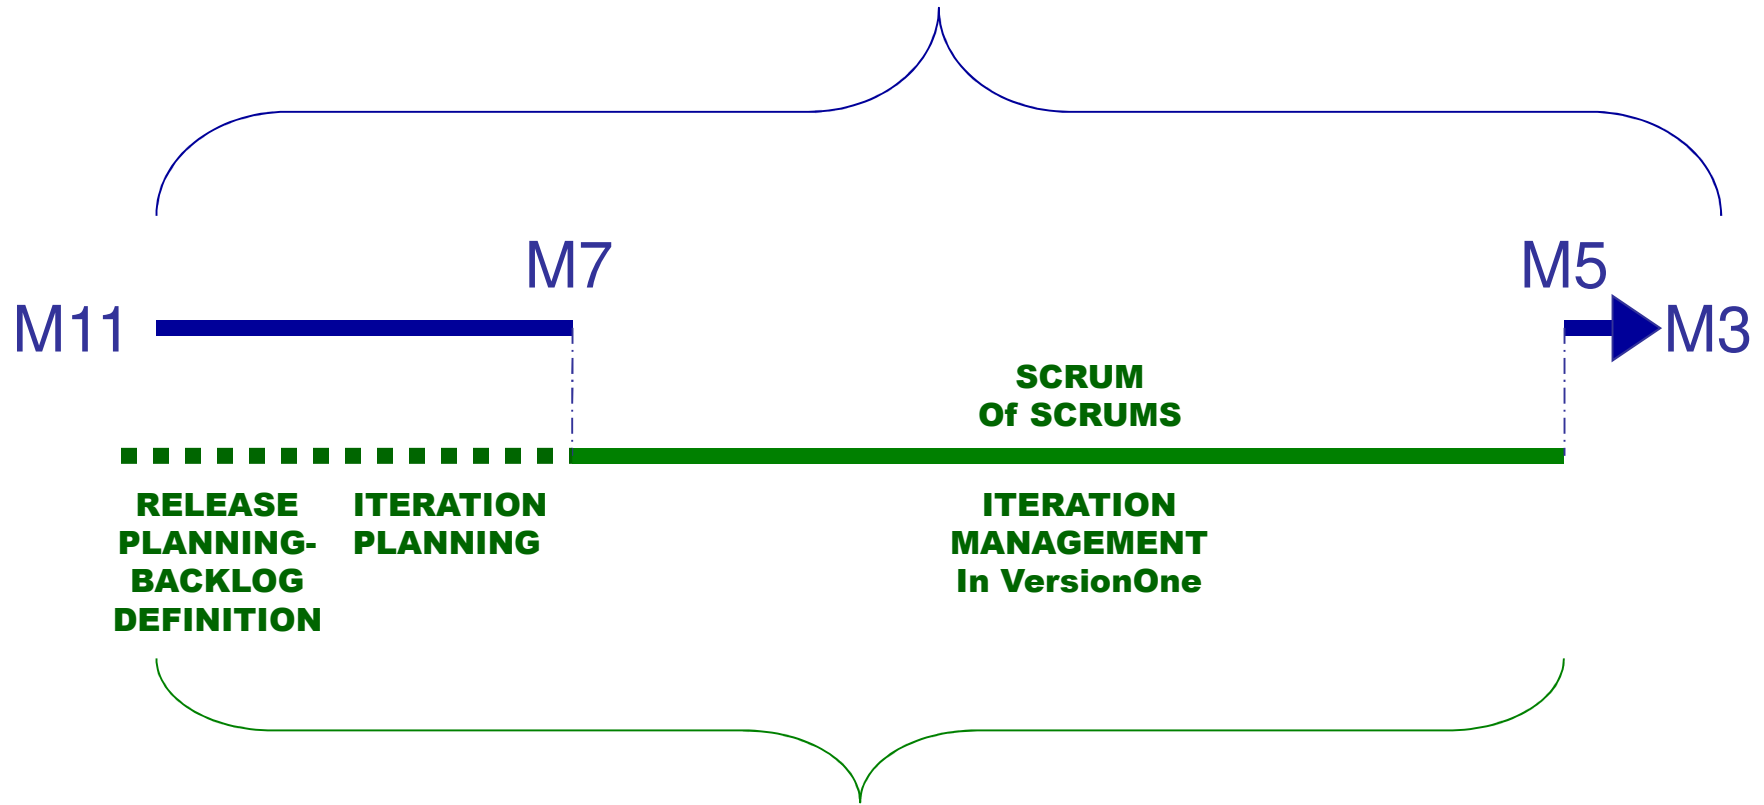 M7
M5
M11
M3
SCRUM
Of SCRUMS
RELEASE
PLANNING-
BACKLOG
DEFINITION
ITERATION
PLANNING
ITERATION
MANAGEMENT
In VersionOne